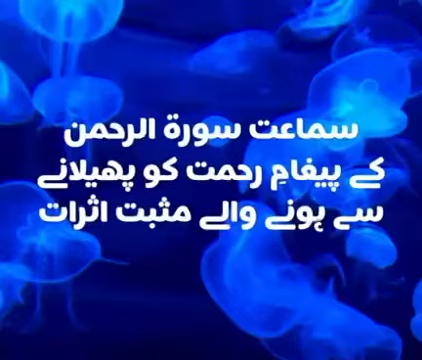 سماعت سورۃ الرحمن
کے پیغامِ رحمت کو پھیلانے
سے ہونے والے مثبت اثرات